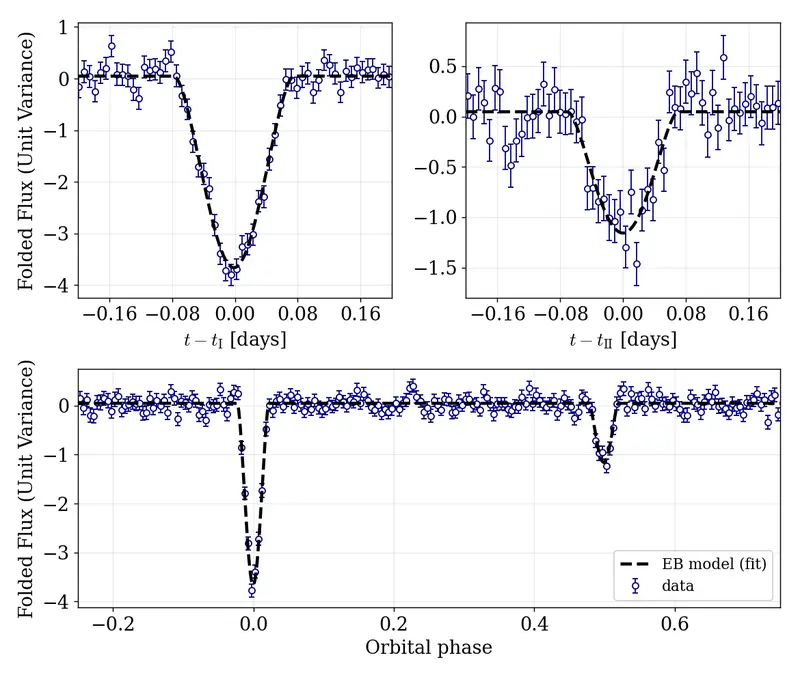 Folded Flux (Unit Variance)
1
0
−1
−2
−3
−4
−0.16 −0.08 0.00 0.08 0.16
t − tI [days]
0.5
0.0
−0.5
−1.0
−1.5
−0.16 −0.08 0.00 0.08 0.16
t − tII [days]
Folded Flux (Unit Variance)
0
−1
−2
−3
−4
−0.2 0.0 0.2 0.4 0.6
Orbital phase
EB model (fit)
data